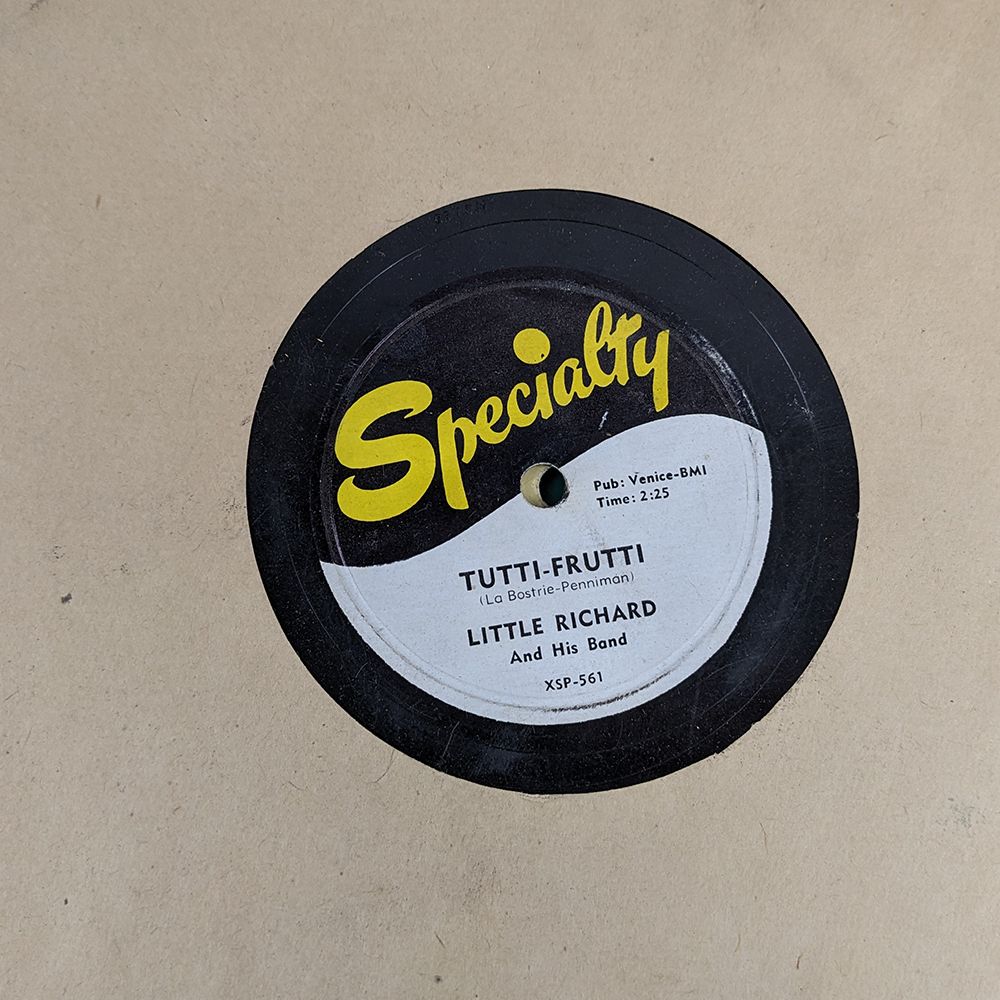 Specialty
Pub: Venice-BMI
Time: 2:25
TUTTI-FRUTTI
(La Bostrie-Penniman)
LITTLE RICHARD
And His Band
XSP-561